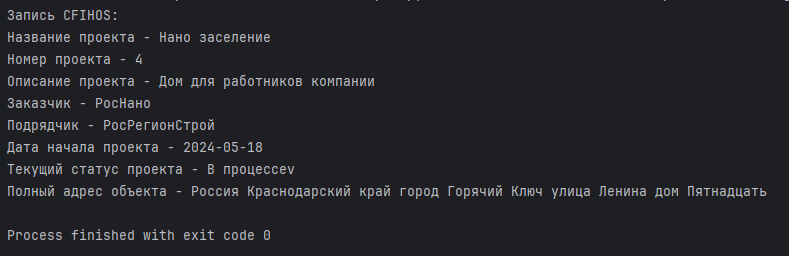 Запись CFIHOS:
Название проекта - Нано заселение
Номер проекта - 4
Описание проекта - Дом для работников компании
Заказчик - РосНано
Подрядчик - РосРегионСтрой
Дата начала проекта - 2024-05-18
Текущий статус проекта - В процессеv
Полный адрес объекта - Россия Краснодарский край город Горячий Ключ улица Ленина дом Пятнадцать
Process finished with exit code 0